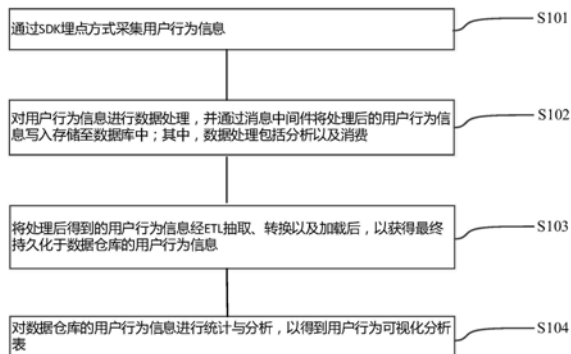 通过SDK埋点方式采集用户行为信息
S101
对用户行为信息进行数据处理，并通过消息中间件将处理后的用户行为信
息写入存储至数据库中；其中，数据处理包括分析以及消费
S102
将处理后得到的用户行为信息经ETL抽取、转换以及加载后，以获得最终
持久化于数据仓库的用户行为信息
S103
对数据仓库的用户行为信息进行统计与分析，以得到用户行为可视化分析
表
S104